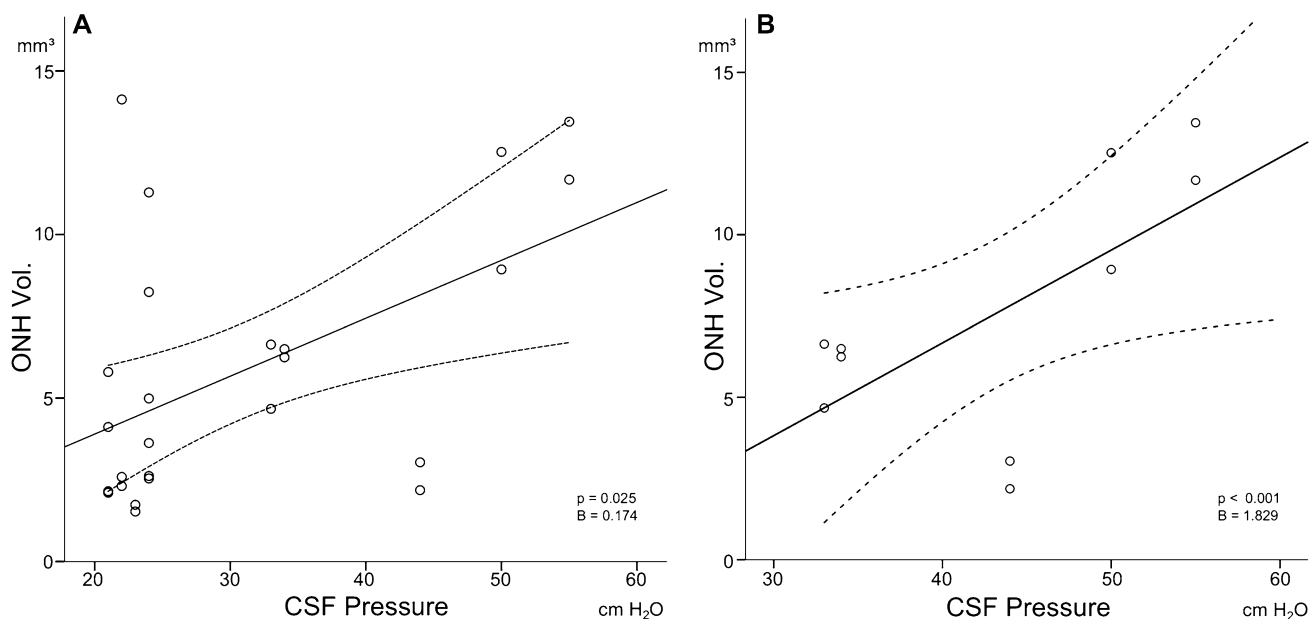 A
mm³
15
10
5
0
ONH Vol.
20 30 40 50 60
CSF Pressure
cm H₂O
p = 0.025
B = 0.174
B
mm³
15
10
5
0
ONH Vol.
30 40 50 60
CSF Pressure
cm H₂O
p < 0.001
B = 1.829